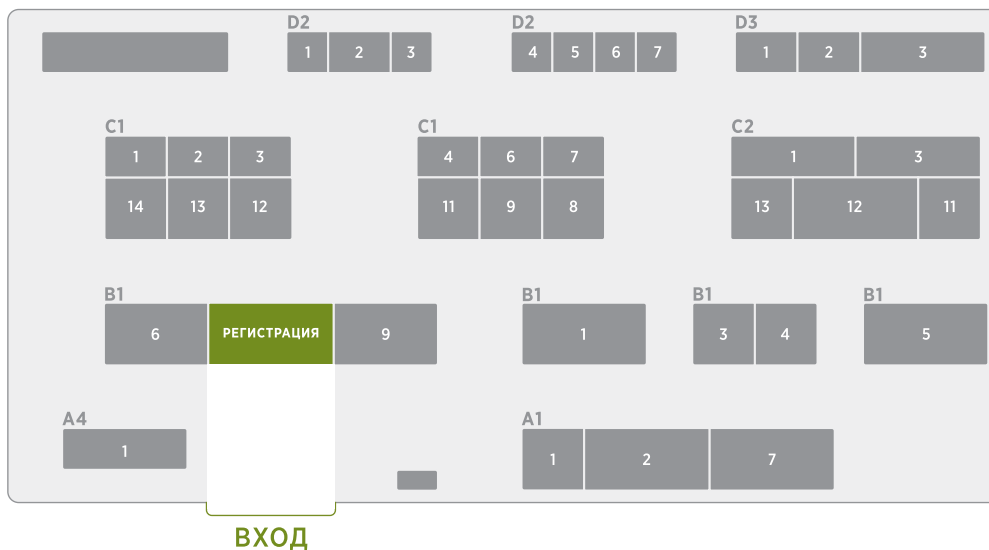 D2 D2 D3
1 2 3 4 5 6 7 1 2 3
C1 C1 C2
1 2 3 4 6 7 1 3
14 13 12 11 9 8 13 12 11
B1 B1 B1 B1
6 РЕГИСТРАЦИЯ 9 1 3 4 5
A4 A1
1 1 2 7
ВХОД